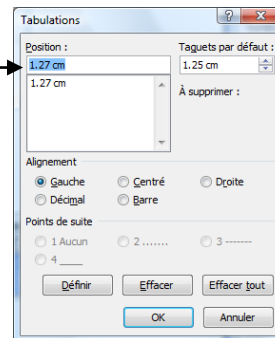 Tabulations
Position :
Taquets par défaut :
1.27 cm
1.25 cm
1.27 cm
À supprimer :
Alignement
Gauche
Centré
Droite
Décimal
Barre
Points de suite
1 Aucun
2 .......
3 -------
4 ____
Définir
Effacer
Effacer tout
OK
Annuler